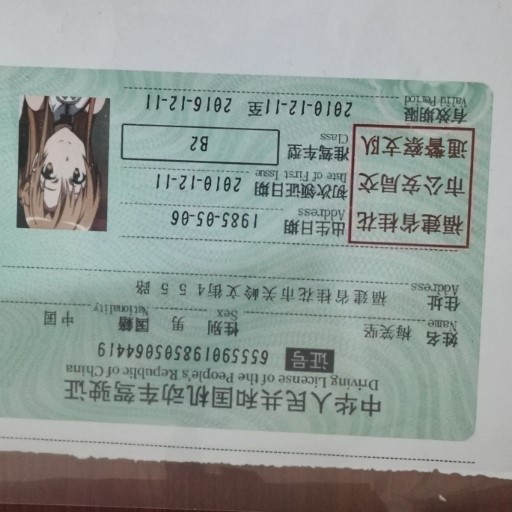 中华人民共和国机动车驾驶证
Driving License of the People's Republic of China
证号 655590198505064419
姓名 梅笑坚 性别 男 国籍 中国
Name Sex Nationality
住址 福建省桂花市关岭文街455路
Address
福建省桂花
市公安局交
通警察支队
出生日期 1985-05-06
Address
初次领证日期 2010-12-11
Date of First Issue
准驾车型 B2
Class
有效期限 2010-12-11至 2016-12-11
Valid Period